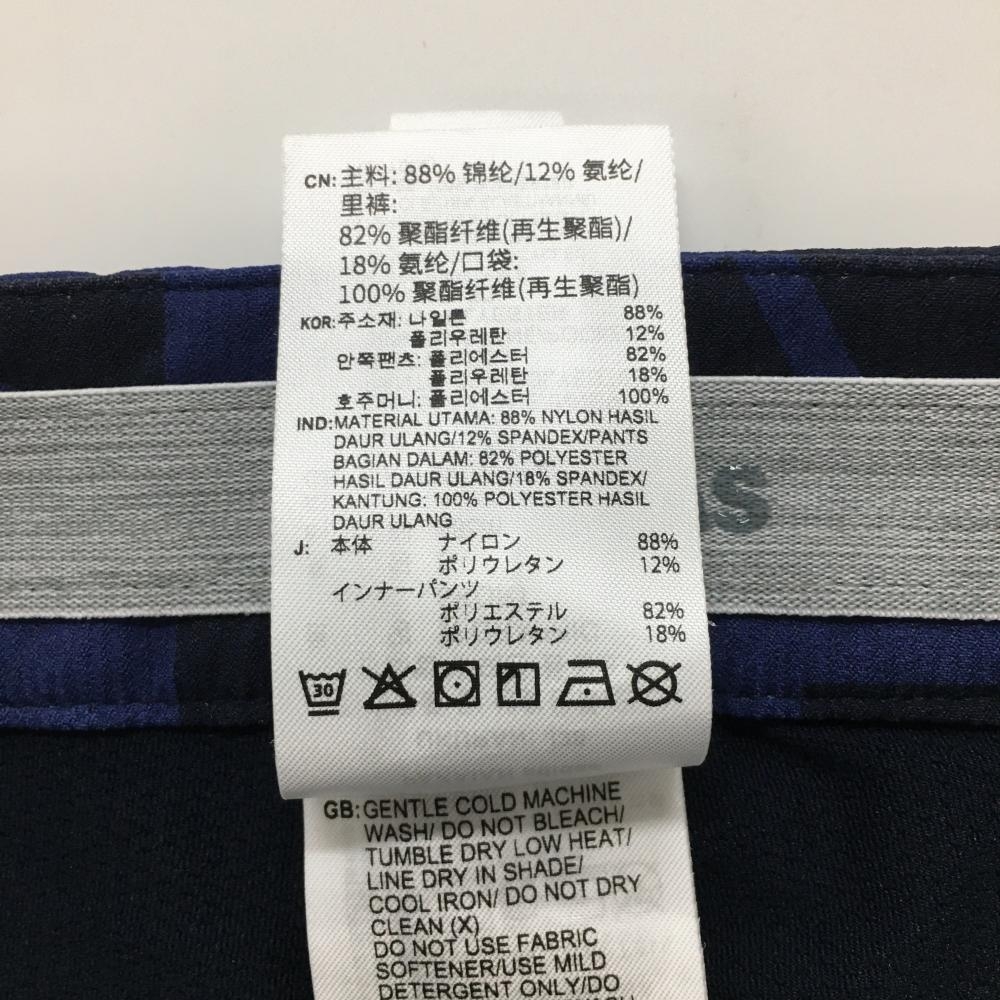 CN:主料: 88% 锦纶/12% 氨纶/
里裤:
82% 聚酯纤维(再生聚酯)/
18% 氨纶/口袋:
100% 聚酯纤维(再生聚酯)
KOR:주소재: 나일론 88%
폴리우레탄 12%
안쪽팬츠: 폴리에스터 82%
폴리우레탄 18%
호주머니: 폴리에스터 100%
IND:MATERIAL UTAMA: 88% NYLON HASIL
DAUR ULANG/12% SPANDEX/PANTS
BAGIAN DALAM: 82% POLYESTER
HASIL DAUR ULANG/18% SPANDEX/
KANTUNG: 100% POLYESTER HASIL
DAUR ULANG
J: 本体 ナイロン 88%
ポリウレタン 12%
インナーパンツ
ポリエステル 82%
ポリウレタン 18%
30
GB:GENTLE COLD MACHINE
WASH/ DO NOT BLEACH/
TUMBLE DRY LOW HEAT/
LINE DRY IN SHADE/
COOL IRON/ DO NOT DRY
CLEAN (X)
DO NOT USE FABRIC
SOFTENER/USE MILD
DETERGENT ONLY/DO